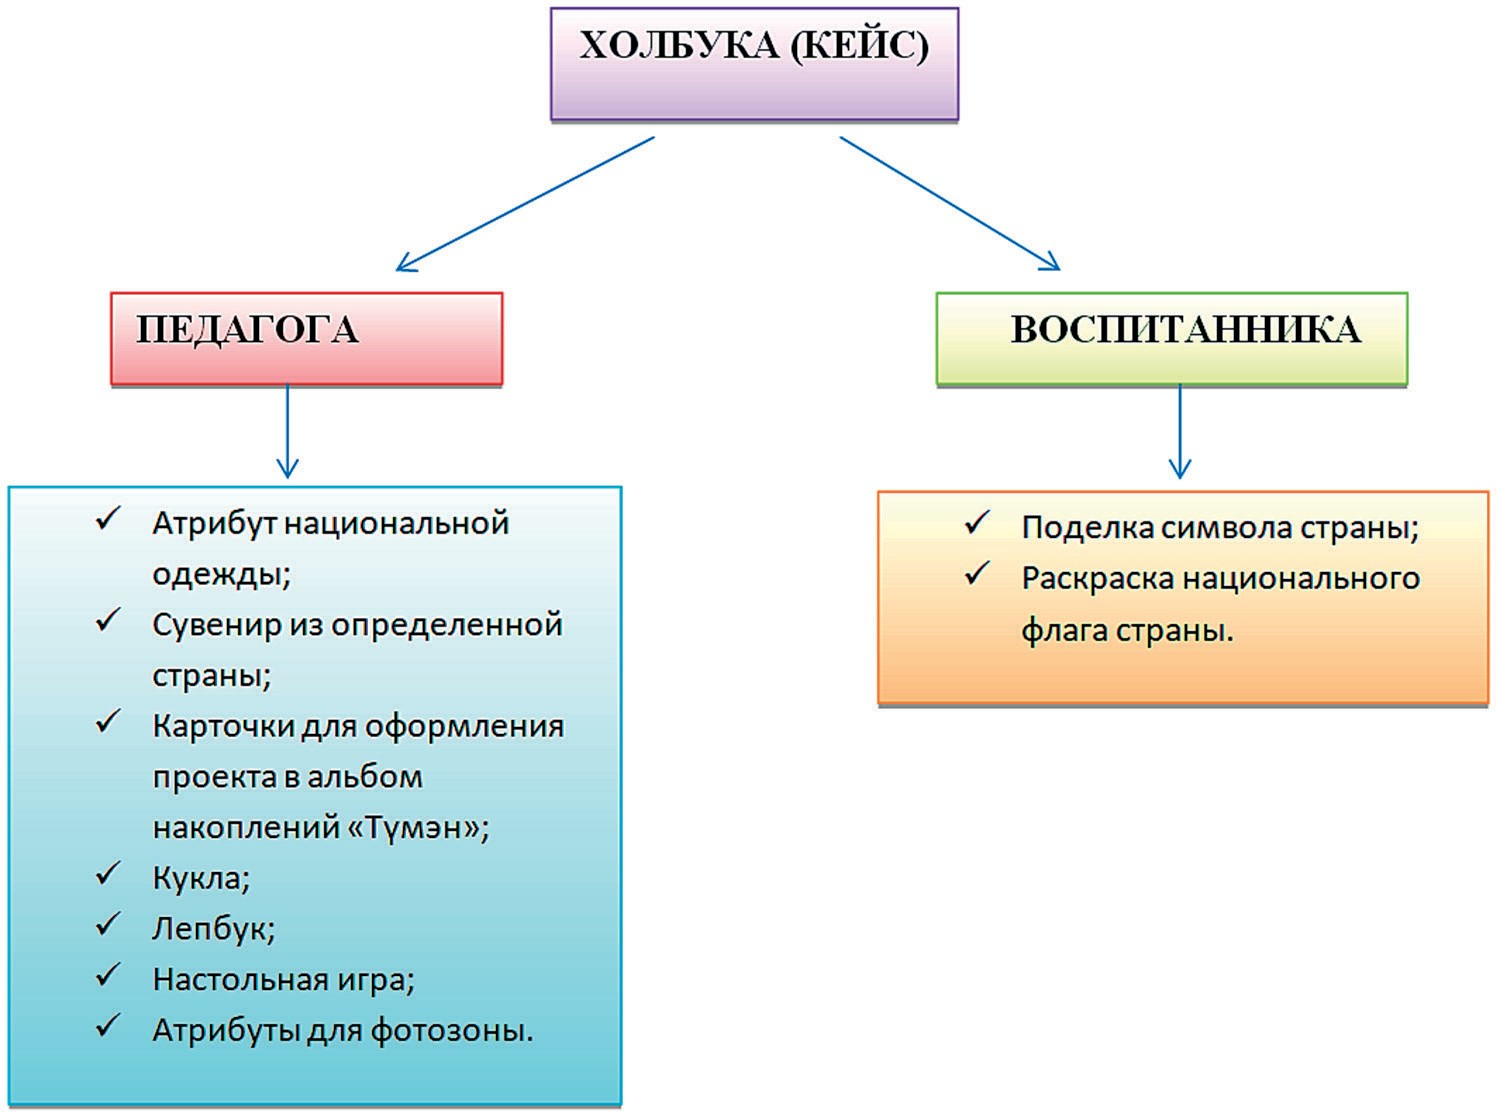 ХОЛБУКА (КЕЙС)
ПЕДАГОГА
ВОСПИТАННИКА
✓ Атрибут национальной
одежды;
✓ Сувенир из определенной
страны;
✓ Карточки для оформления
проекта в альбом
накоплений «Түмэн»;
✓ Кукла;
✓ Лепбук;
✓ Настольная игра;
✓ Атрибуты для фотозоны.
✓ Поделка символа страны;
✓ Раскраска национального
флага страны.